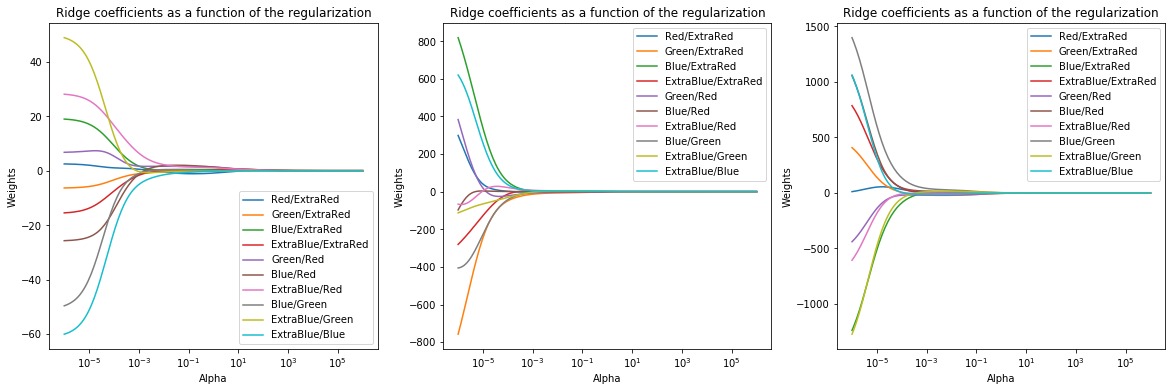 Ridge coefficients as a function of the regularization
40
20
0
−20
−40
−60
Weights
Red/ExtraRed
Green/ExtraRed
Blue/ExtraRed
ExtraBlue/ExtraRed
Green/Red
Blue/Red
ExtraBlue/Red
Blue/Green
ExtraBlue/Green
ExtraBlue/Blue
10⁻⁵ 10⁻³ 10⁻¹ 10¹ 10³ 10⁵
Alpha
Ridge coefficients as a function of the regularization
800
600
400
200
0
−200
−400
−600
−800
Weights
Red/ExtraRed
Green/ExtraRed
Blue/ExtraRed
ExtraBlue/ExtraRed
Green/Red
Blue/Red
ExtraBlue/Red
Blue/Green
ExtraBlue/Green
ExtraBlue/Blue
10⁻⁵ 10⁻³ 10⁻¹ 10¹ 10³ 10⁵
Alpha
Ridge coefficients as a function of the regularization
1500
1000
500
0
−500
−1000
Weights
Red/ExtraRed
Green/ExtraRed
Blue/ExtraRed
ExtraBlue/ExtraRed
Green/Red
Blue/Red
ExtraBlue/Red
Blue/Green
ExtraBlue/Green
ExtraBlue/Blue
10⁻⁵ 10⁻³ 10⁻¹ 10¹ 10³ 10⁵
Alpha